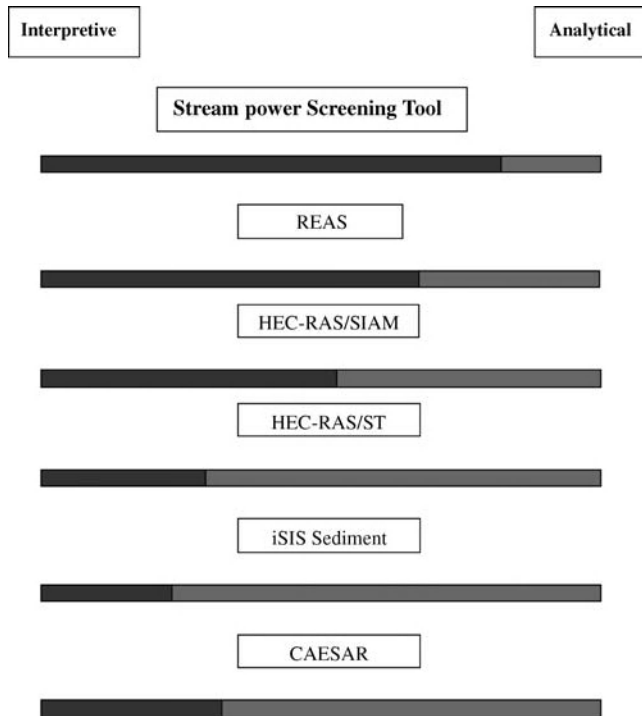 Interpretive
Analytical
Stream power Screening Tool
REAS
HEC-RAS/SIAM
HEC-RAS/ST
iSIS Sediment
CAESAR